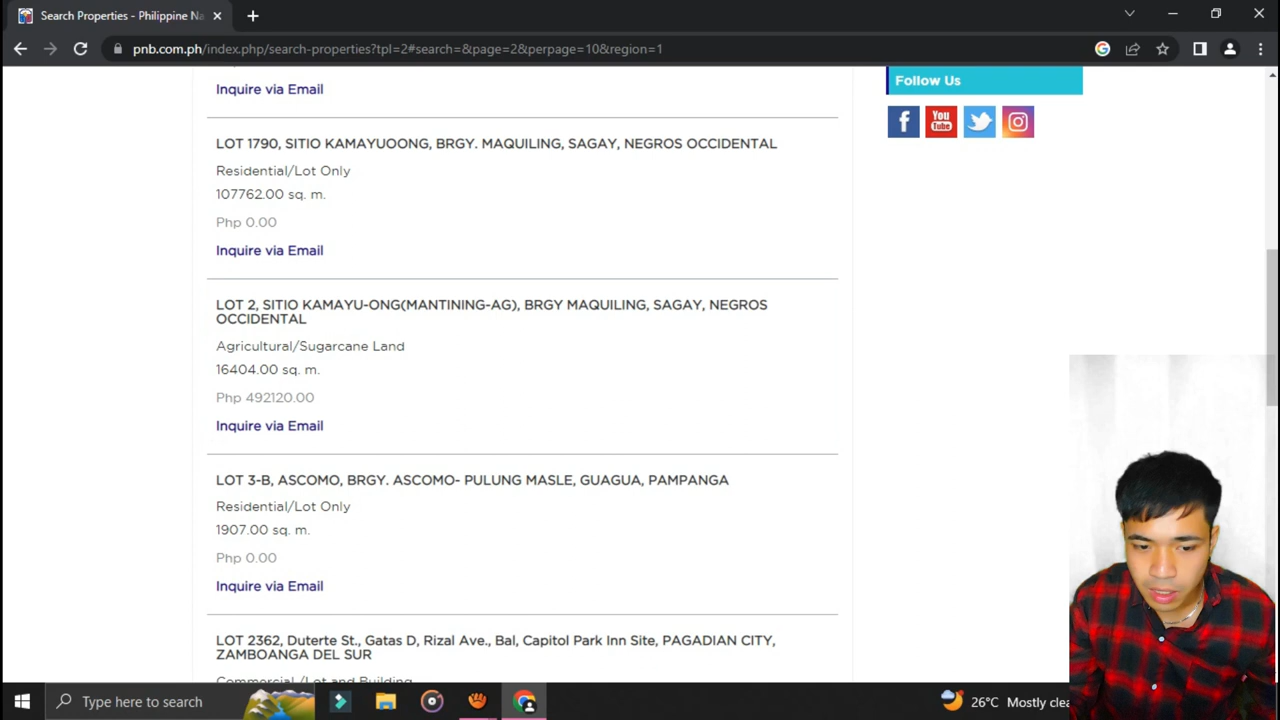 Search Properties - Philippine Na
pnb.com.ph/index.php/search-properties?tpl=2#search=&page=2&perpage=10&region=1
Inquire via Email
Follow Us
You
Tube
LOT 1790, SITIO KAMAYUOONG, BRGY. MAQUILING, SAGAY, NEGROS OCCIDENTAL
Residential/Lot Only
107762.00 sq. m.
Php 0.00
Inquire via Email
LOT 2, SITIO KAMAYU-ONG(MANTINING-AG), BRGY MAQUILING, SAGAY, NEGROS
OCCIDENTAL
Agricultural/Sugarcane Land
16404.00 sq. m.
Php 492120.00
Inquire via Email
LOT 3-B, ASCOMO, BRGY. ASCOMO- PULUNG MASLE, GUAGUA, PAMPANGA
Residential/Lot Only
1907.00 sq. m.
Php 0.00
Inquire via Email
LOT 2362, Duterte St., Gatas D, Rizal Ave., Bal, Capitol Park Inn Site, PAGADIAN CITY,
ZAMBOANGA DEL SUR
Commercial /Lot and Building
Type here to search
26°C Mostly clea